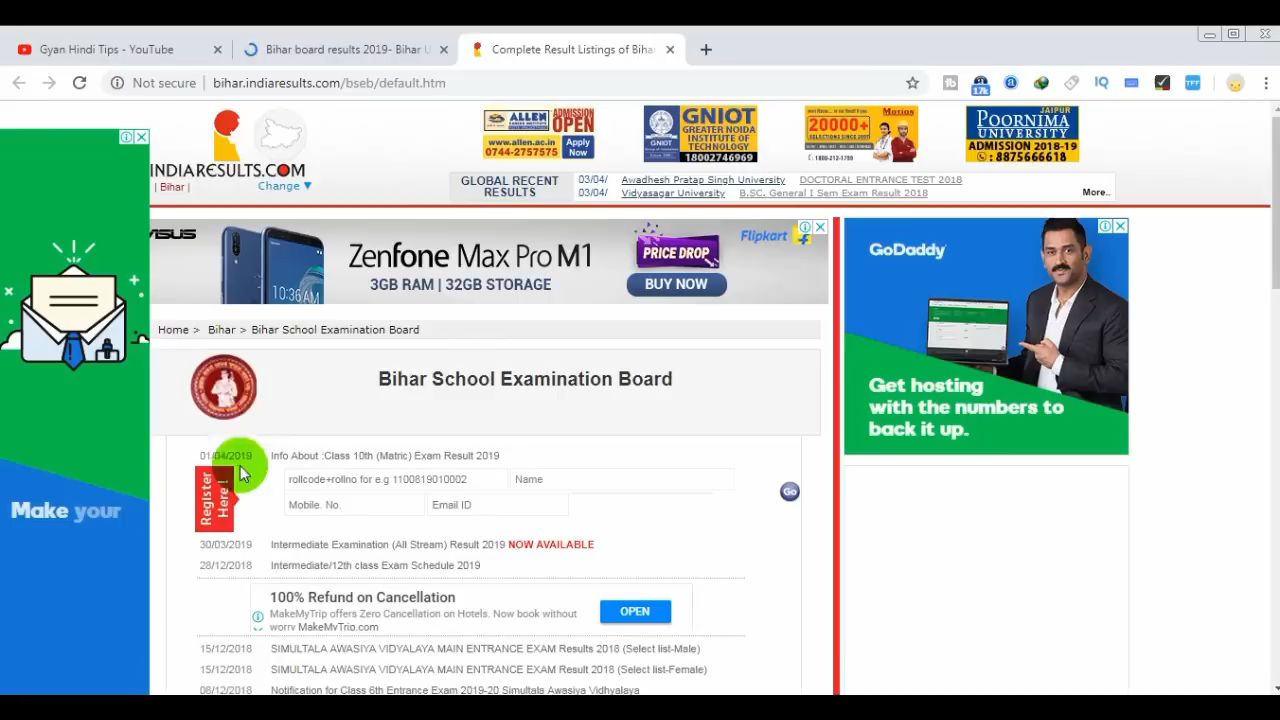 Gyan Hindi Tips - YouTube
Bihar board results 2019- Bihar
Complete Result Listings of Biha
Not secure
bihar.indiaresults.com/bseb/default.htm
17k
IQ
TFF
ALLEN
ADMISSION OPEN
www.allen.ac.in
0744-2757575
Apply Now
GNIOT
GREATER NOIDA
INSTITUTE OF
TECHNOLOGY
18002746969
Motion
20000+
POORNIMA
JAIPUR
UNIVERSITY
ADMISSION 2018-19
: 8875666618
INDIARESULTS.COM
| Bihar |
Change ▼
GLOBAL RECENT
RESULTS
03/04/ Awadhesh Pratap Singh University DOCTORAL ENTRANCE TEST 2018
03/04/ Vidyasagar University B.SC. General I Sem Exam Result 2018
More..
Zenfone Max Pro M1
3GB RAM | 32GB STORAGE
10:36AM
PRICE DROP
BUY NOW
Flipkart
GoDaddy
Get hosting
with the numbers to
back it up.
Make your
Home > Bihar > Bihar School Examination Board
Bihar School Examination Board
01/04/2019 Info About :Class 10th (Matric) Exam Result 2019
Register
Here !
rollcode+rollno for e.g 1100819010002
Name
Mobile. No.
Email ID
Go
30/03/2019 Intermediate Examination (All Stream) Result 2019 NOW AVAILABLE
28/12/2018 Intermediate/12th class Exam Schedule 2019
100% Refund on Cancellation
MakeMyTrip offers Zero Cancellation on Hotels. Now book without
worry MakeMyTrip.com
OPEN
15/12/2018 SIMULTALA AWASIYA VIDYALAYA MAIN ENTRANCE EXAM Results 2018 (Select list-Male)
15/12/2018 SIMULTALA AWASIYA VIDYALAYA MAIN ENTRANCE EXAM Result 2018 (Select list-Female)
08/12/2018 Notification for Class 6th Entrance Exam 2019-20 Simultala Awasiya Vidhyalaya